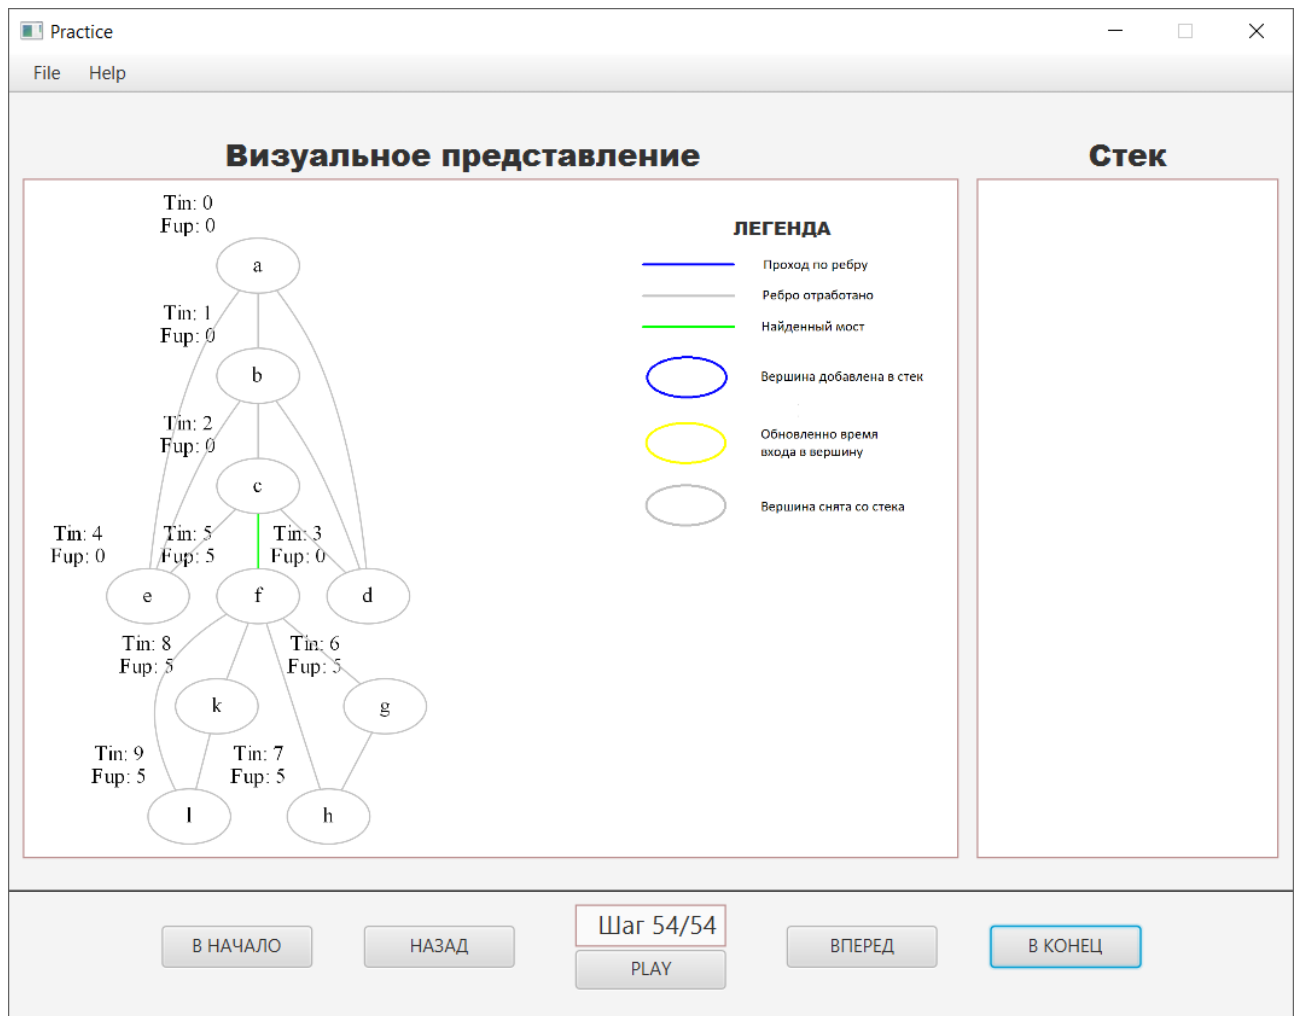 Practice
File Help
Визуальное представление
Стек
Tin: 0
Fup: 0
a
Tin: 1
Fup: 0
b
Tin: 2
Fup: 0
c
Tin: 4
Fup: 0
Tin: 5
Fup: 5
Tin: 3
Fup: 0
e
f
d
Tin: 8
Fup: 5
Tin: 6
Fup: 5
k
g
Tin: 9
Fup: 5
Tin: 7
Fup: 5
l
h
ЛЕГЕНДА
Проход по ребру
Ребро отработано
Найденный мост
Вершина добавлена в стек
Обновленно время
входа в вершину
Вершина снята со стека
В НАЧАЛО
НАЗАД
Шаг 54/54
PLAY
ВПЕРЕД
В КОНЕЦ